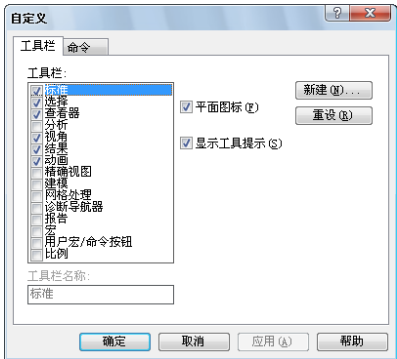 自定义
工具栏 命令
工具栏:
标准
选择
查看器
分析
视角
结果
动画
精确视图
建模
网格处理
诊断导航器
报告
宏
用户宏/命令按钮
比例
平面图标(F)
显示工具提示(S)
新建(N)...
重设(R)
工具栏名称:
标准
确定 取消 应用(A) 帮助